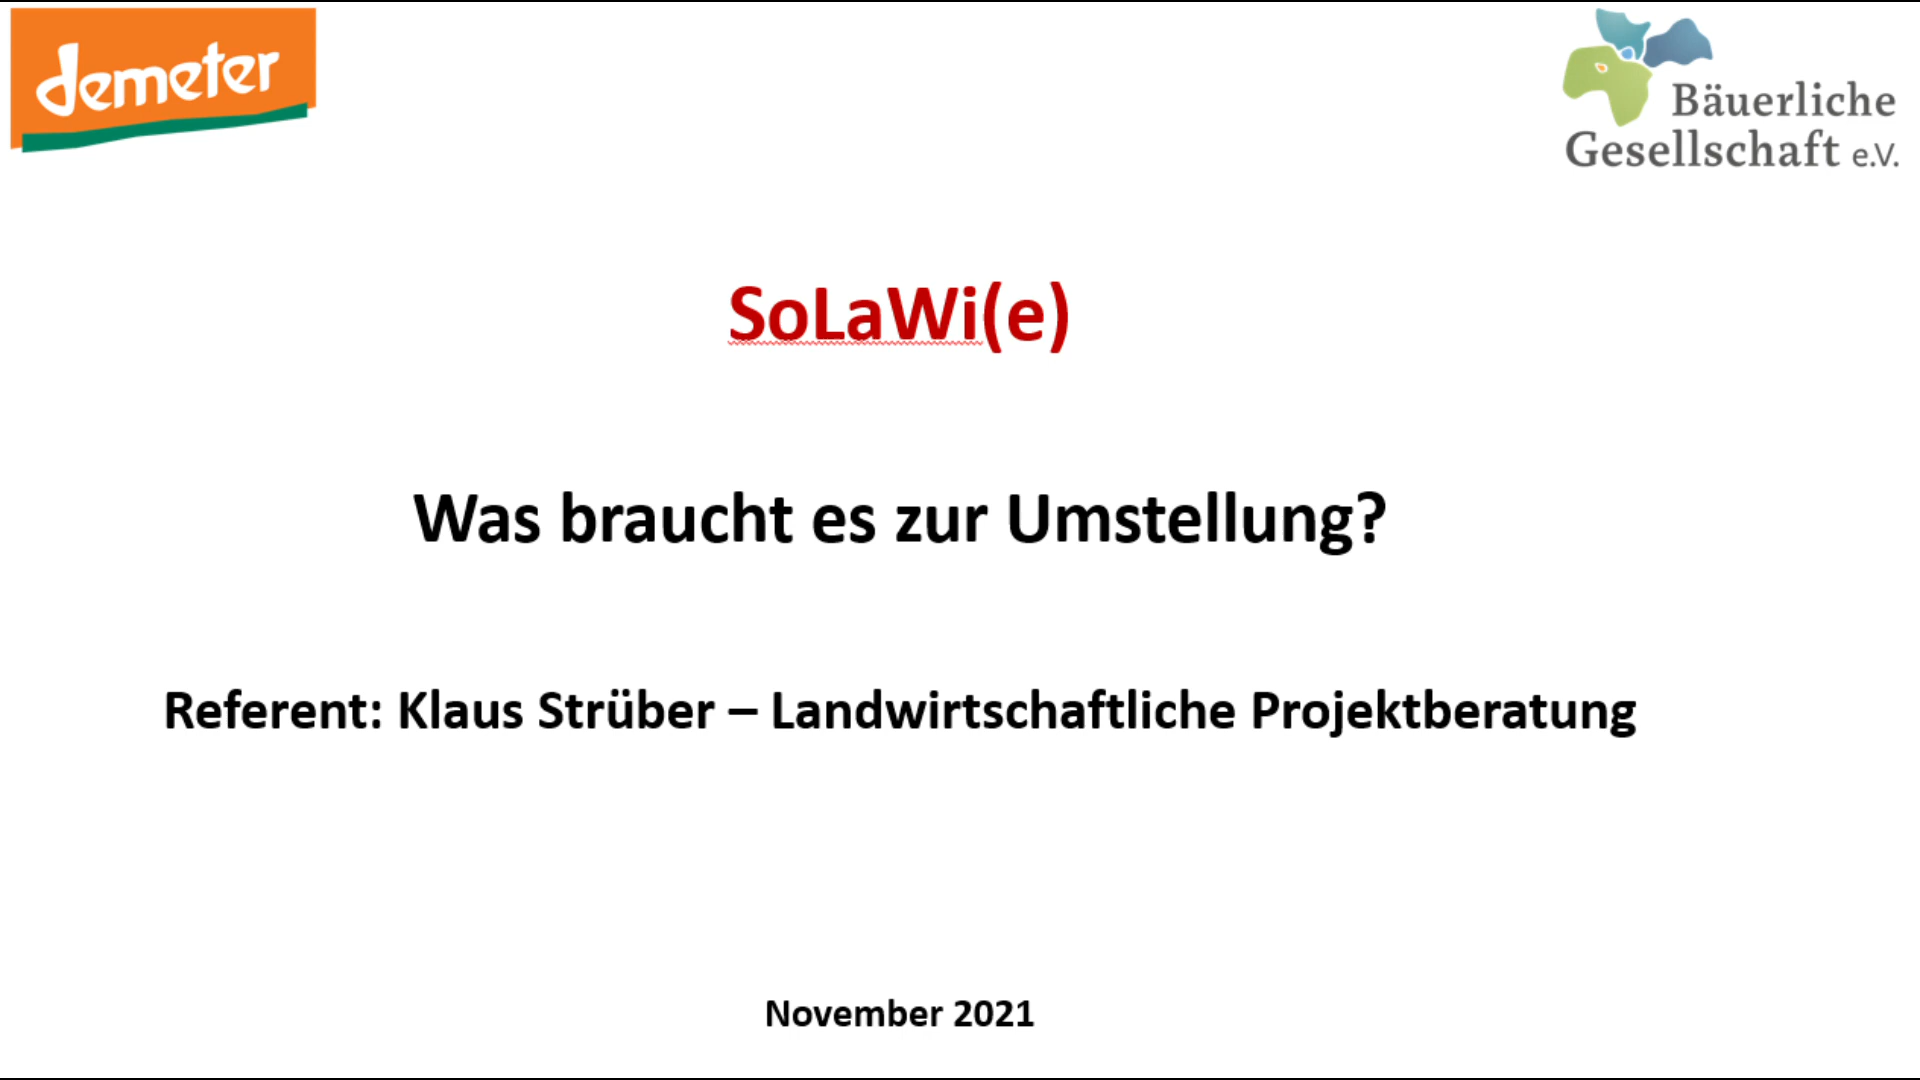 demeter
Bäuerliche
Gesellschaft e.V.
SoLaWi(e)
Was braucht es zur Umstellung?
Referent: Klaus Strüber – Landwirtschaftliche Projektberatung
November 2021